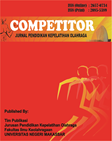 COMPETITOR
JURNAL PENDIDIKAN KEPELATIHAN OLAHRAGA
Published By:
Tim Publikasi
Jurusan Pendidikan Kepelatihan Olahraga
Fakultas Ilmu Keolahragaan
UNIVERSITAS NEGERI MAKASSAR